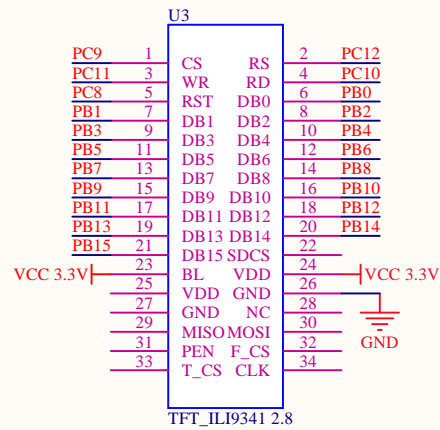 U3
PC9 1 CS RS 2 PC12
PC11 3 WR RD 4 PC10
PC8 5 RST DB0 6 PB0
PB1 7 DB1 DB2 8 PB2
PB3 9 DB3 DB4 10 PB4
PB5 11 DB5 DB6 12 PB6
PB7 13 DB7 DB8 14 PB8
PB9 15 DB9 DB10 16 PB10
PB11 17 DB11 DB12 18 PB12
PB13 19 DB13 DB14 20 PB14
PB15 21 DB15 SDCS 22
VCC 3.3V 23 BL VDD 24 VCC 3.3V
25 VDD GND 26
27 GND NC 28
29 MISO MOSI 30
31 PEN F_CS 32 GND
33 T_CS CLK 34
TFT_ILI9341 2.8